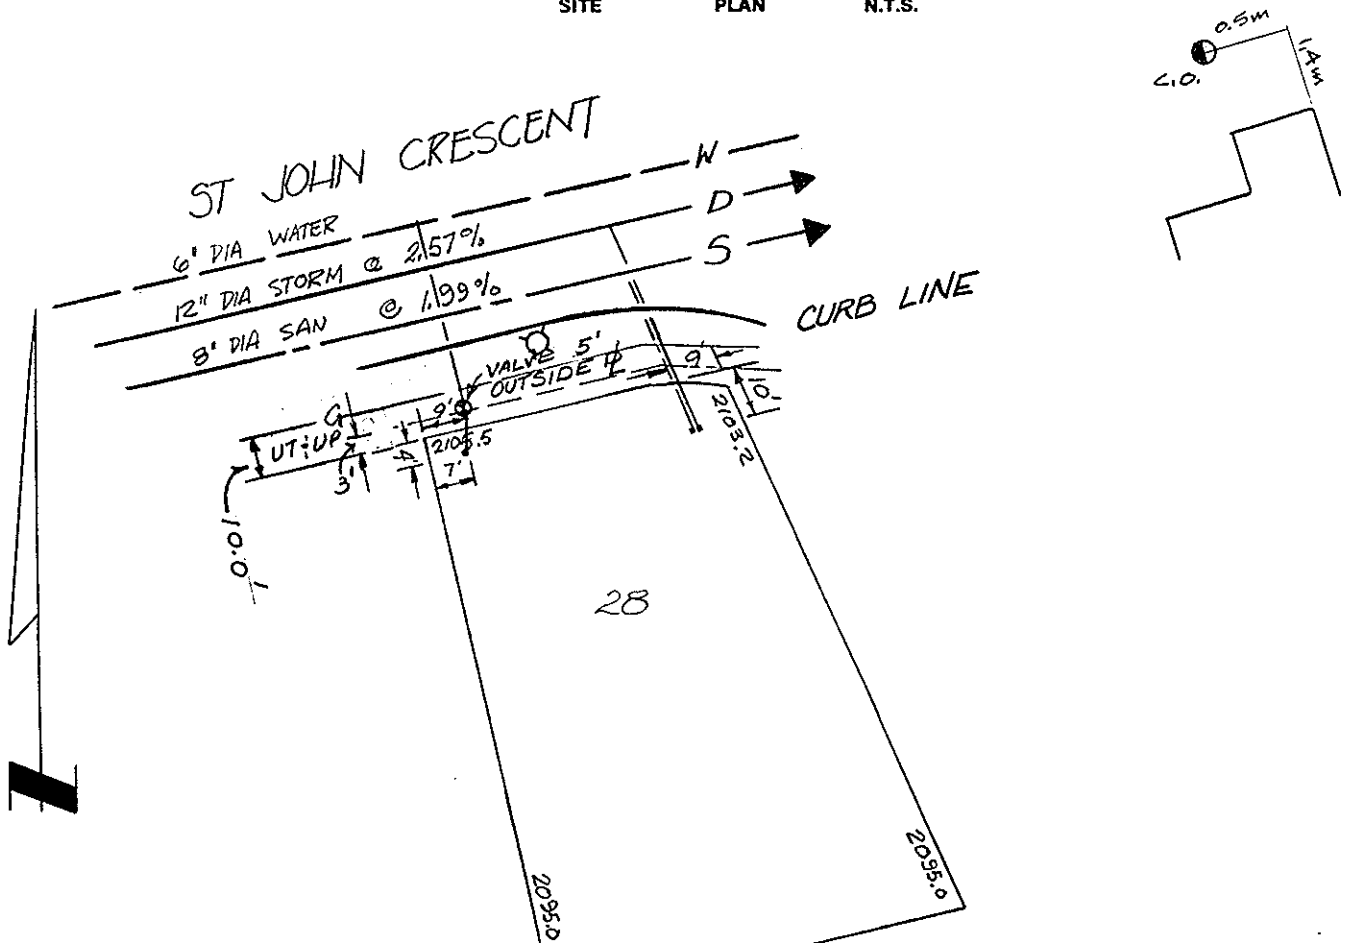 SITE PLAN N.T.S.
0.5m
1.4m
C.O.
ST JOHN CRESCENT
W
D
S
6" DIA WATER
12" DIA STORM @ 2.57%
8" DIA SAN @ 1.99%
CURB LINE
VALVE .5'
OUTSIDE
9'
10'
G
9'
UT UP
2105.5
2103.2
4'
3'
7'
10.0'
28
2095.0
2095.0